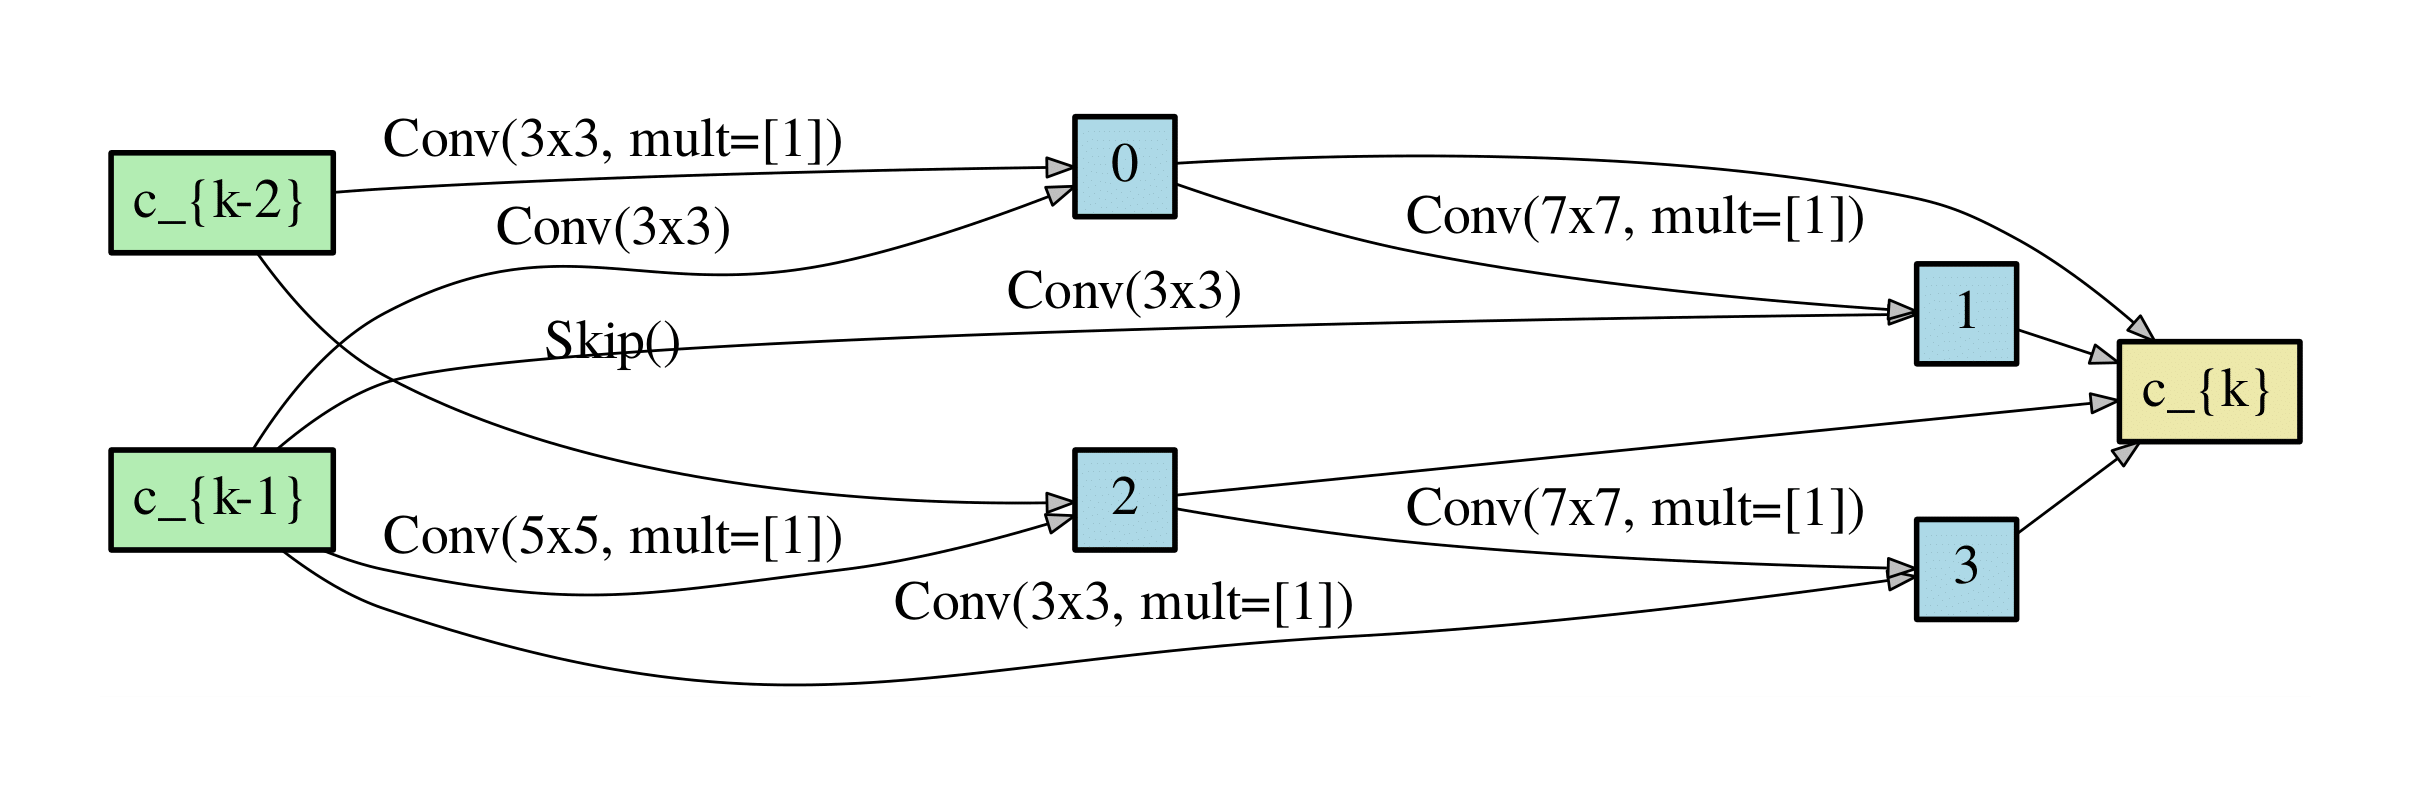 Conv(3x3, mult=[1])
0
c_{k-2}
Conv(3x3)
Conv(7x7, mult=[1])
Conv(3x3)
1
Skip()
c_{k}
c_{k-1}
2
Conv(5x5, mult=[1])
Conv(7x7, mult=[1])
3
Conv(3x3, mult=[1])